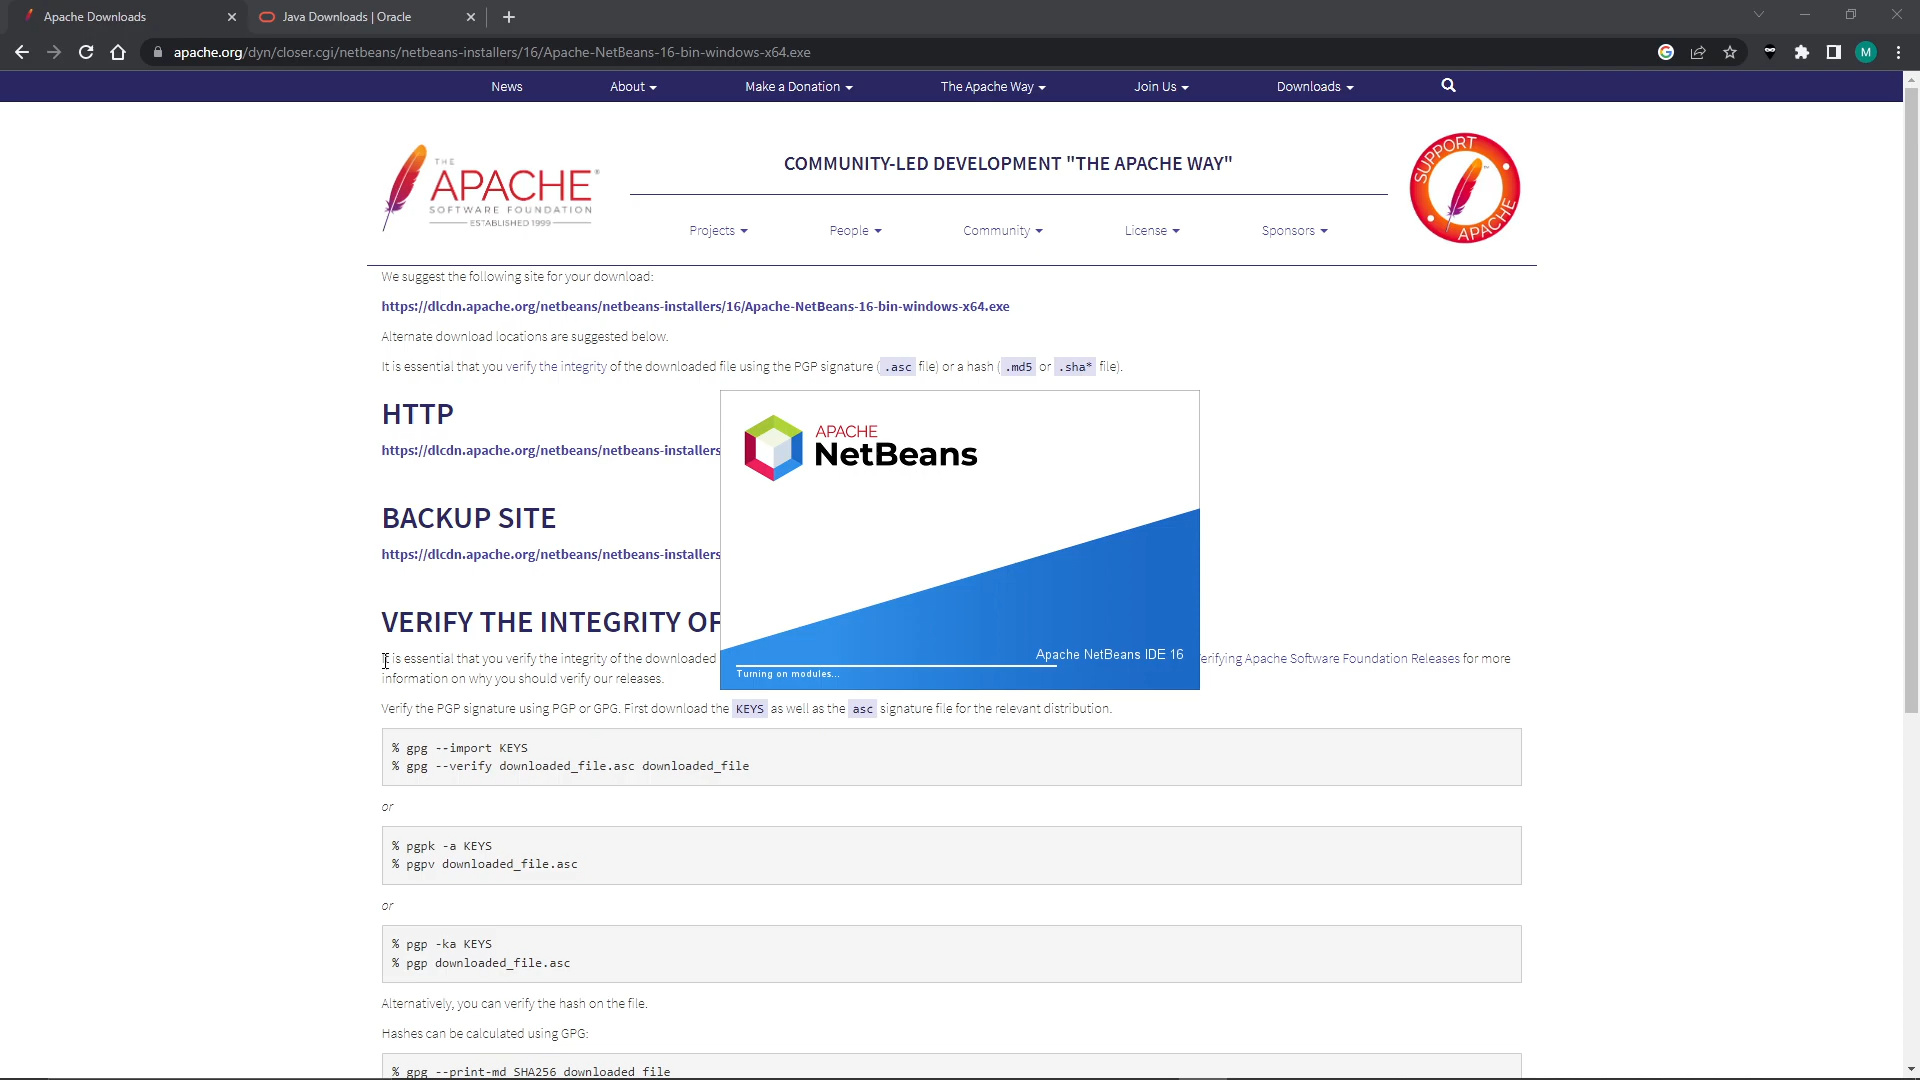 Apache Downloads
Java Downloads | Oracle
apache.org/dyn/closer.cgi/netbeans/netbeans-installers/16/Apache-NetBeans-16-bin-windows-x64.exe
M
News About Make a Donation The Apache Way Join Us Downloads
THE
APACHE®
SOFTWARE FOUNDATION
ESTABLISHED 1999
COMMUNITY-LED DEVELOPMENT "THE APACHE WAY"
SUPPORT
APACHE
Projects People Community License Sponsors
We suggest the following site for your download:
https://dlcdn.apache.org/netbeans/netbeans-installers/16/Apache-NetBeans-16-bin-windows-x64.exe
Alternate download locations are suggested below.
It is essential that you verify the integrity of the downloaded file using the PGP signature ( .asc file) or a hash ( .md5 or .sha* file).
HTTP
https://dlcdn.apache.org/netbeans/netbeans-installers
BACKUP SITE
https://dlcdn.apache.org/netbeans/netbeans-installers
APACHE
NetBeans
Apache NetBeans IDE 16
Turning on modules...
VERIFY THE INTEGRITY OF
It is essential that you verify the integrity of the downloaded erifying Apache Software Foundation Releases for more
information on why you should verify our releases.
Verify the PGP signature using PGP or GPG. First download the KEYS as well as the asc signature file for the relevant distribution.
% gpg --import KEYS
% gpg --verify downloaded_file.asc downloaded_file
or
% pgpk -a KEYS
% pgpv downloaded_file.asc
or
% pgp -ka KEYS
% pgp downloaded_file.asc
Alternatively, you can verify the hash on the file.
Hashes can be calculated using GPG:
% gpg --print-md SHA256 downloaded_file